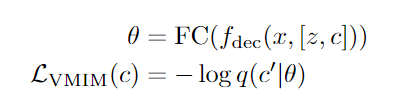 θ = FC(f_dec(x, [z, c]))
ℒ_VMIM(c) = − log q(c′|θ)